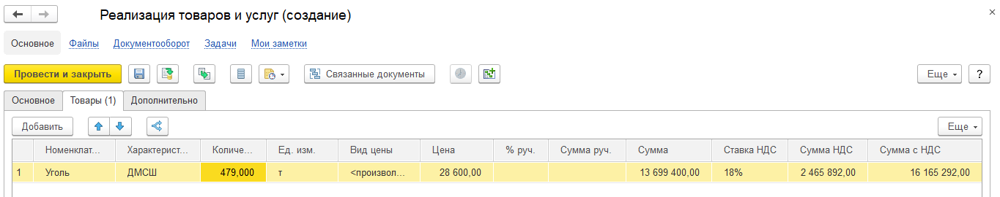 Реализация товаров и услуг (создание)
Основное Файлы Документооборот Задачи Мои заметки
Провести и закрыть Связанные документы Еще ?
Основное Товары (1) Дополнительно
Добавить Еще
Номенклат... Характерист... Количе... Ед. изм. Вид цены Цена % руч. Сумма руч. Сумма Ставка НДС Сумма НДС Сумма с НДС
1 Уголь ДМСШ 479,000 т <произвол... 28 600,00 13 699 400,00 18% 2 465 892,00 16 165 292,00